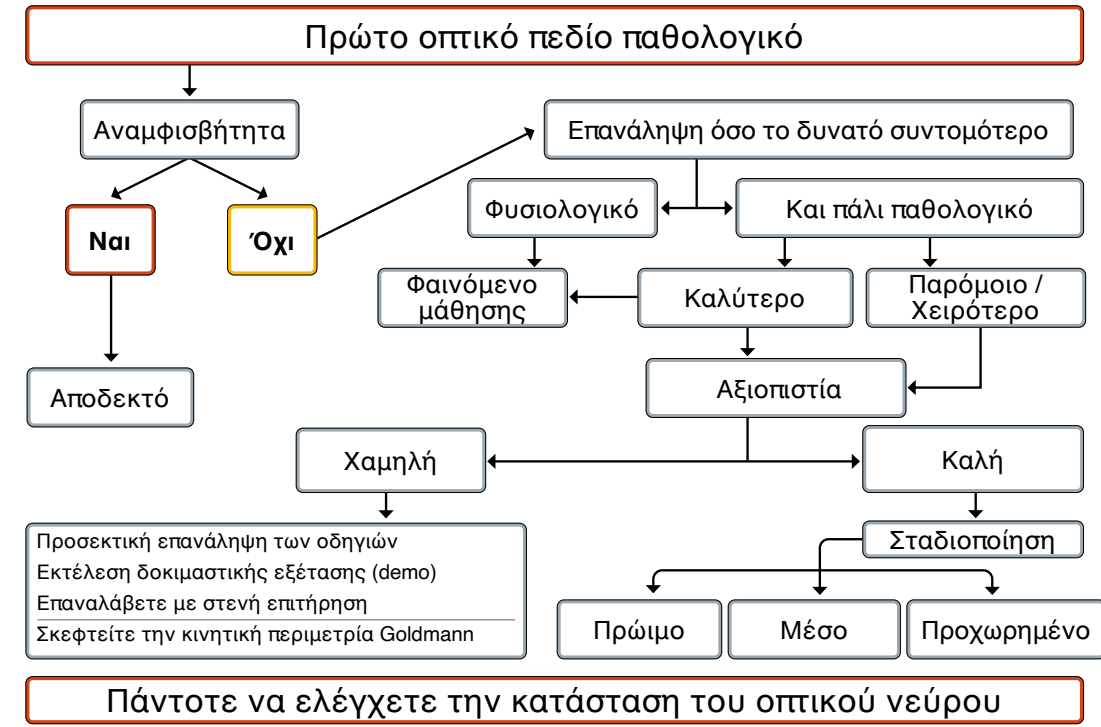 Πρώτο οπτικό πεδίο παθολογικό
Αναμφισβήτητα
Επανάληψη όσο το δυνατό συντομότερο
Ναι
Όχι
Φυσιολογικό
Και πάλι παθολογικό
Φαινόμενο
μάθησης
Καλύτερο
Παρόμοιο /
Χειρότερο
Αποδεκτό
Αξιοπιστία
Χαμηλή
Καλή
Προσεκτική επανάληψη των οδηγιών
Εκτέλεση δοκιμαστικής εξέτασης (demo)
Επαναλάβετε με στενή επιτήρηση
Σκεφτείτε την κινητική περιμετρία Goldmann
Σταδιοποίηση
Πρώιμο
Μέσο
Προχωρημένο
Πάντοτε να ελέγχετε την κατάσταση του οπτικού νεύρου